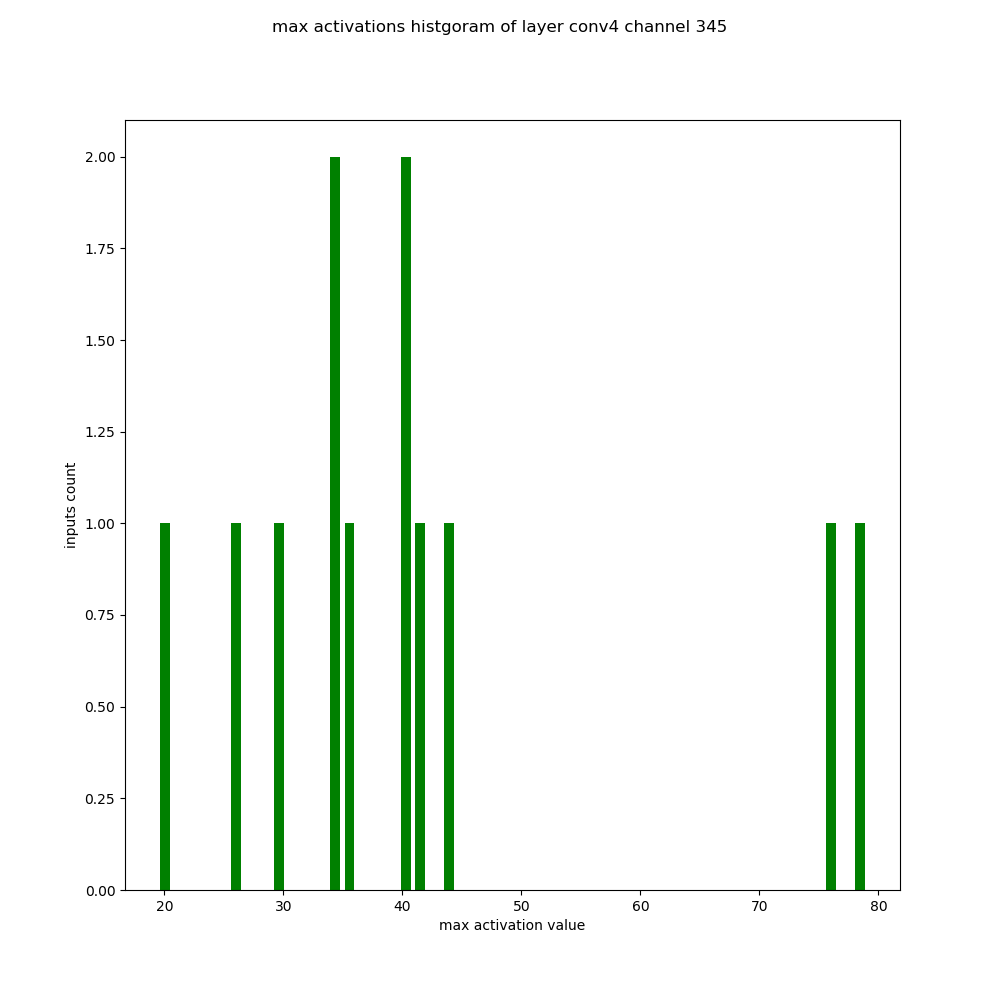 max activations histgoram of layer conv4 channel 345
2.00
1.75
1.50
1.25
1.00
0.75
0.50
0.25
0.00
inputs count
20 30 40 50 60 70 80
max activation value